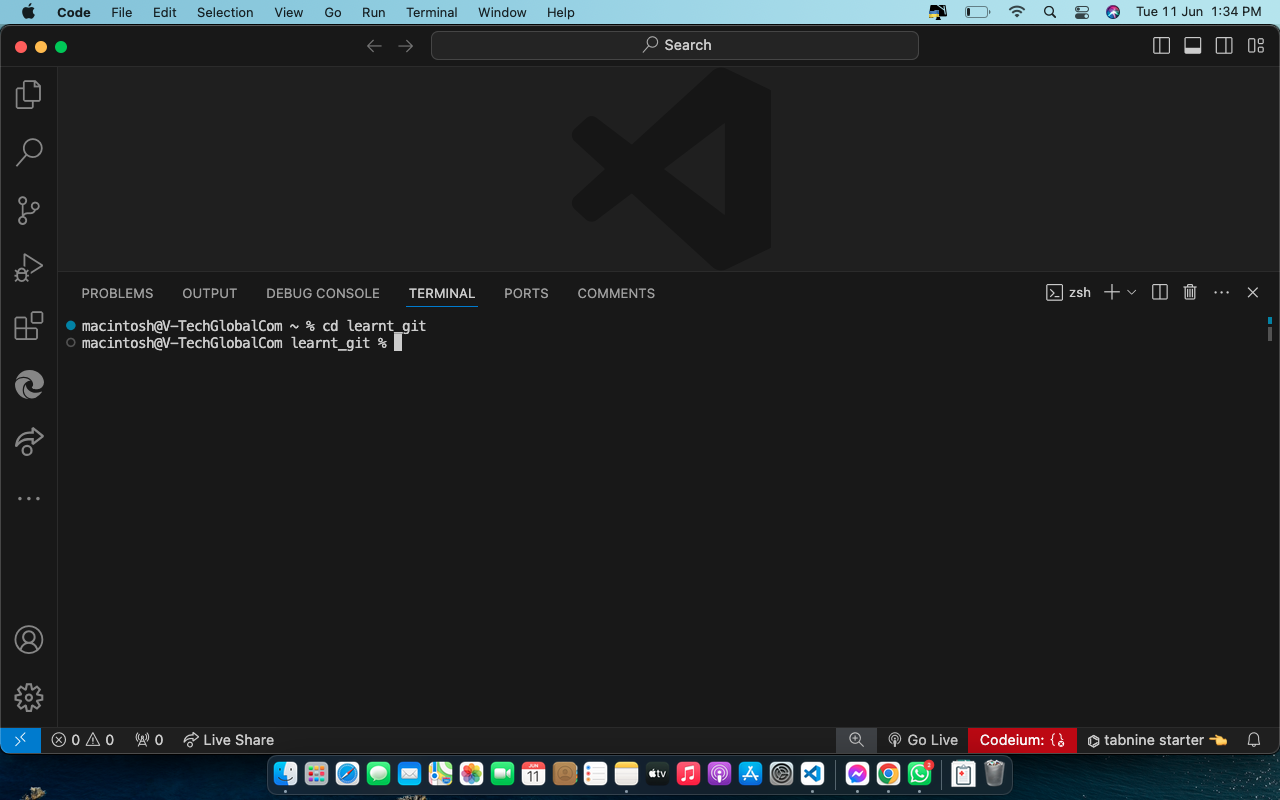 Code File Edit Selection View Go Run Terminal Window Help Tue 11 Jun 1:34 PM
Search
PROBLEMS OUTPUT DEBUG CONSOLE TERMINAL PORTS COMMENTS zsh
macintosh@V-TechGlobalCom ~ % cd learnt_git
macintosh@V-TechGlobalCom learnt_git %
0 0 0 Live Share Go Live Codeium: {} tabnine starter
JUN
11
tv
2